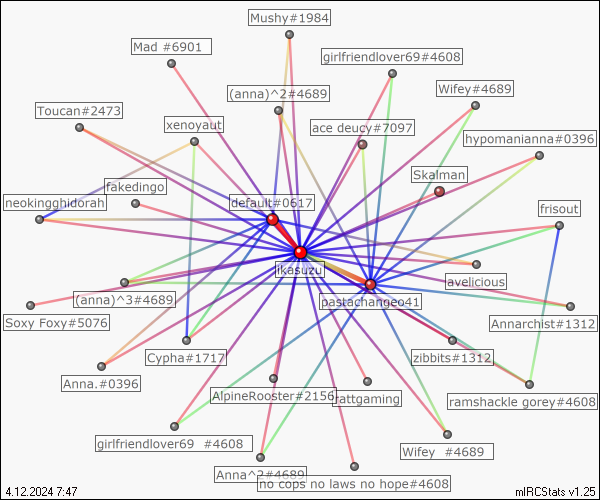 Mushy#1984
Mad #6901
girlfriendlover69#4608
Wifey#4689
(anna)^2#4689
Toucan#2473
xenoyaut
ace deucy#7097
hypomanianna#0396
Skalman
fakedingo
neokingghidorah
default#0617
frisout
ikasuzu
avelicious
(anna)^3#4689
pastachangeo41
Soxy Foxy#5076
Annarchist#1312
Cypha#1717
zibbits#1312
Anna.#0396
AlpineRooster#2156
rattgaming
ramshackle gorey#4608
girlfriendlover69 #4608
Wifey #4689
Anna^2#4689
no cops no laws no hope#4608
4.12.2024 7:47
mIRCStats v1.25